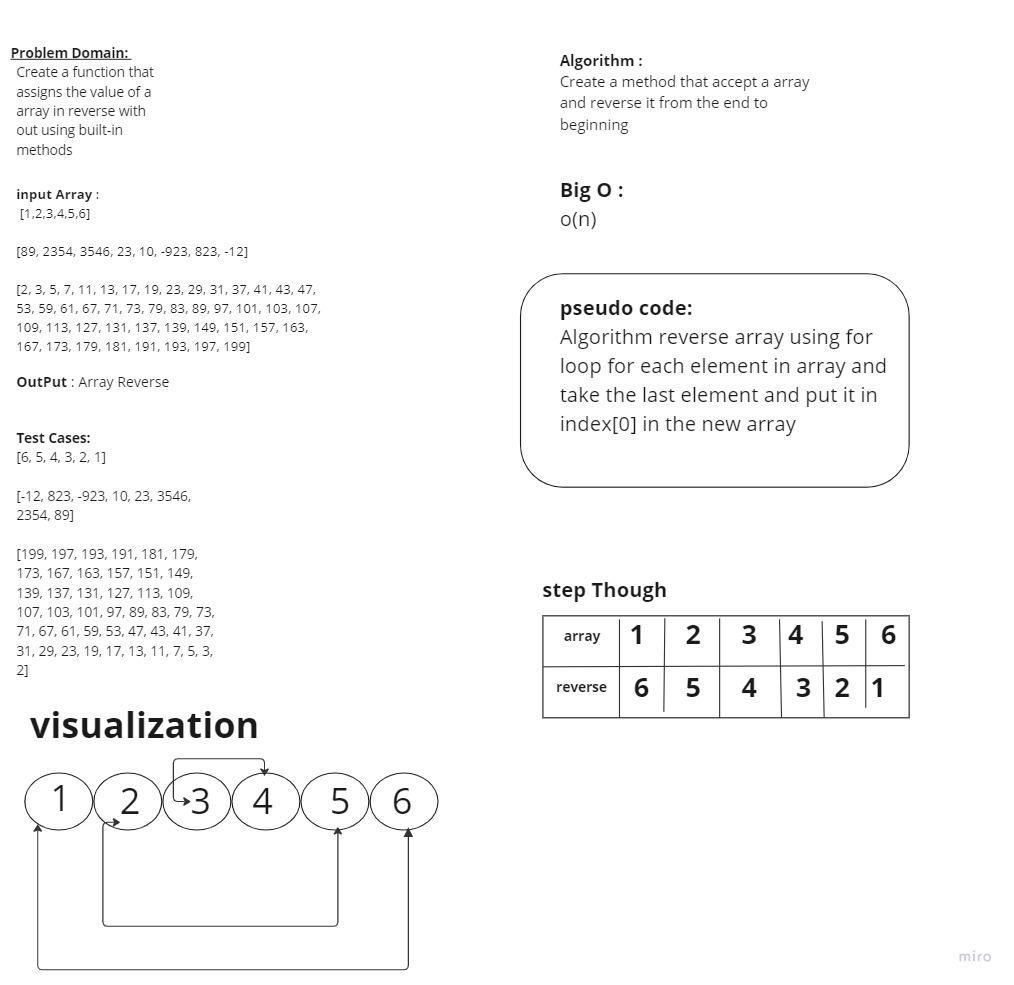 Problem Domain:
Create a function that
assigns the value of a
array in reverse with
out using built-in
methods
input Array :
[1,2,3,4,5,6]
[89, 2354, 3546, 23, 10, -923, 823, -12]
[2, 3, 5, 7, 11, 13, 17, 19, 23, 29, 31, 37, 41, 43, 47,
53, 59, 61, 67, 71, 73, 79, 83, 89, 97, 101, 103, 107,
109, 113, 127, 131, 137, 139, 149, 151, 157, 163,
167, 173, 179, 181, 191, 193, 197, 199]
OutPut : Array Reverse
Test Cases:
[6, 5, 4, 3, 2, 1]
[-12, 823, -923, 10, 23, 3546,
2354, 89]
[199, 197, 193, 191, 181, 179,
173, 167, 163, 157, 151, 149,
139, 137, 131, 127, 113, 109,
107, 103, 101, 97, 89, 83, 79, 73,
71, 67, 61, 59, 53, 47, 43, 41, 37,
31, 29, 23, 19, 17, 13, 11, 7, 5, 3,
2]
visualization
1 2 3 4 5 6
Algorithm :
Create a method that accept a array
and reverse it from the end to
beginning
Big O :
o(n)
pseudo code:
Algorithm reverse array using for
loop for each element in array and
take the last element and put it in
index[0] in the new array
step Though
array 1 2 3 4 5 6
reverse 6 5 4 3 2 1
miro